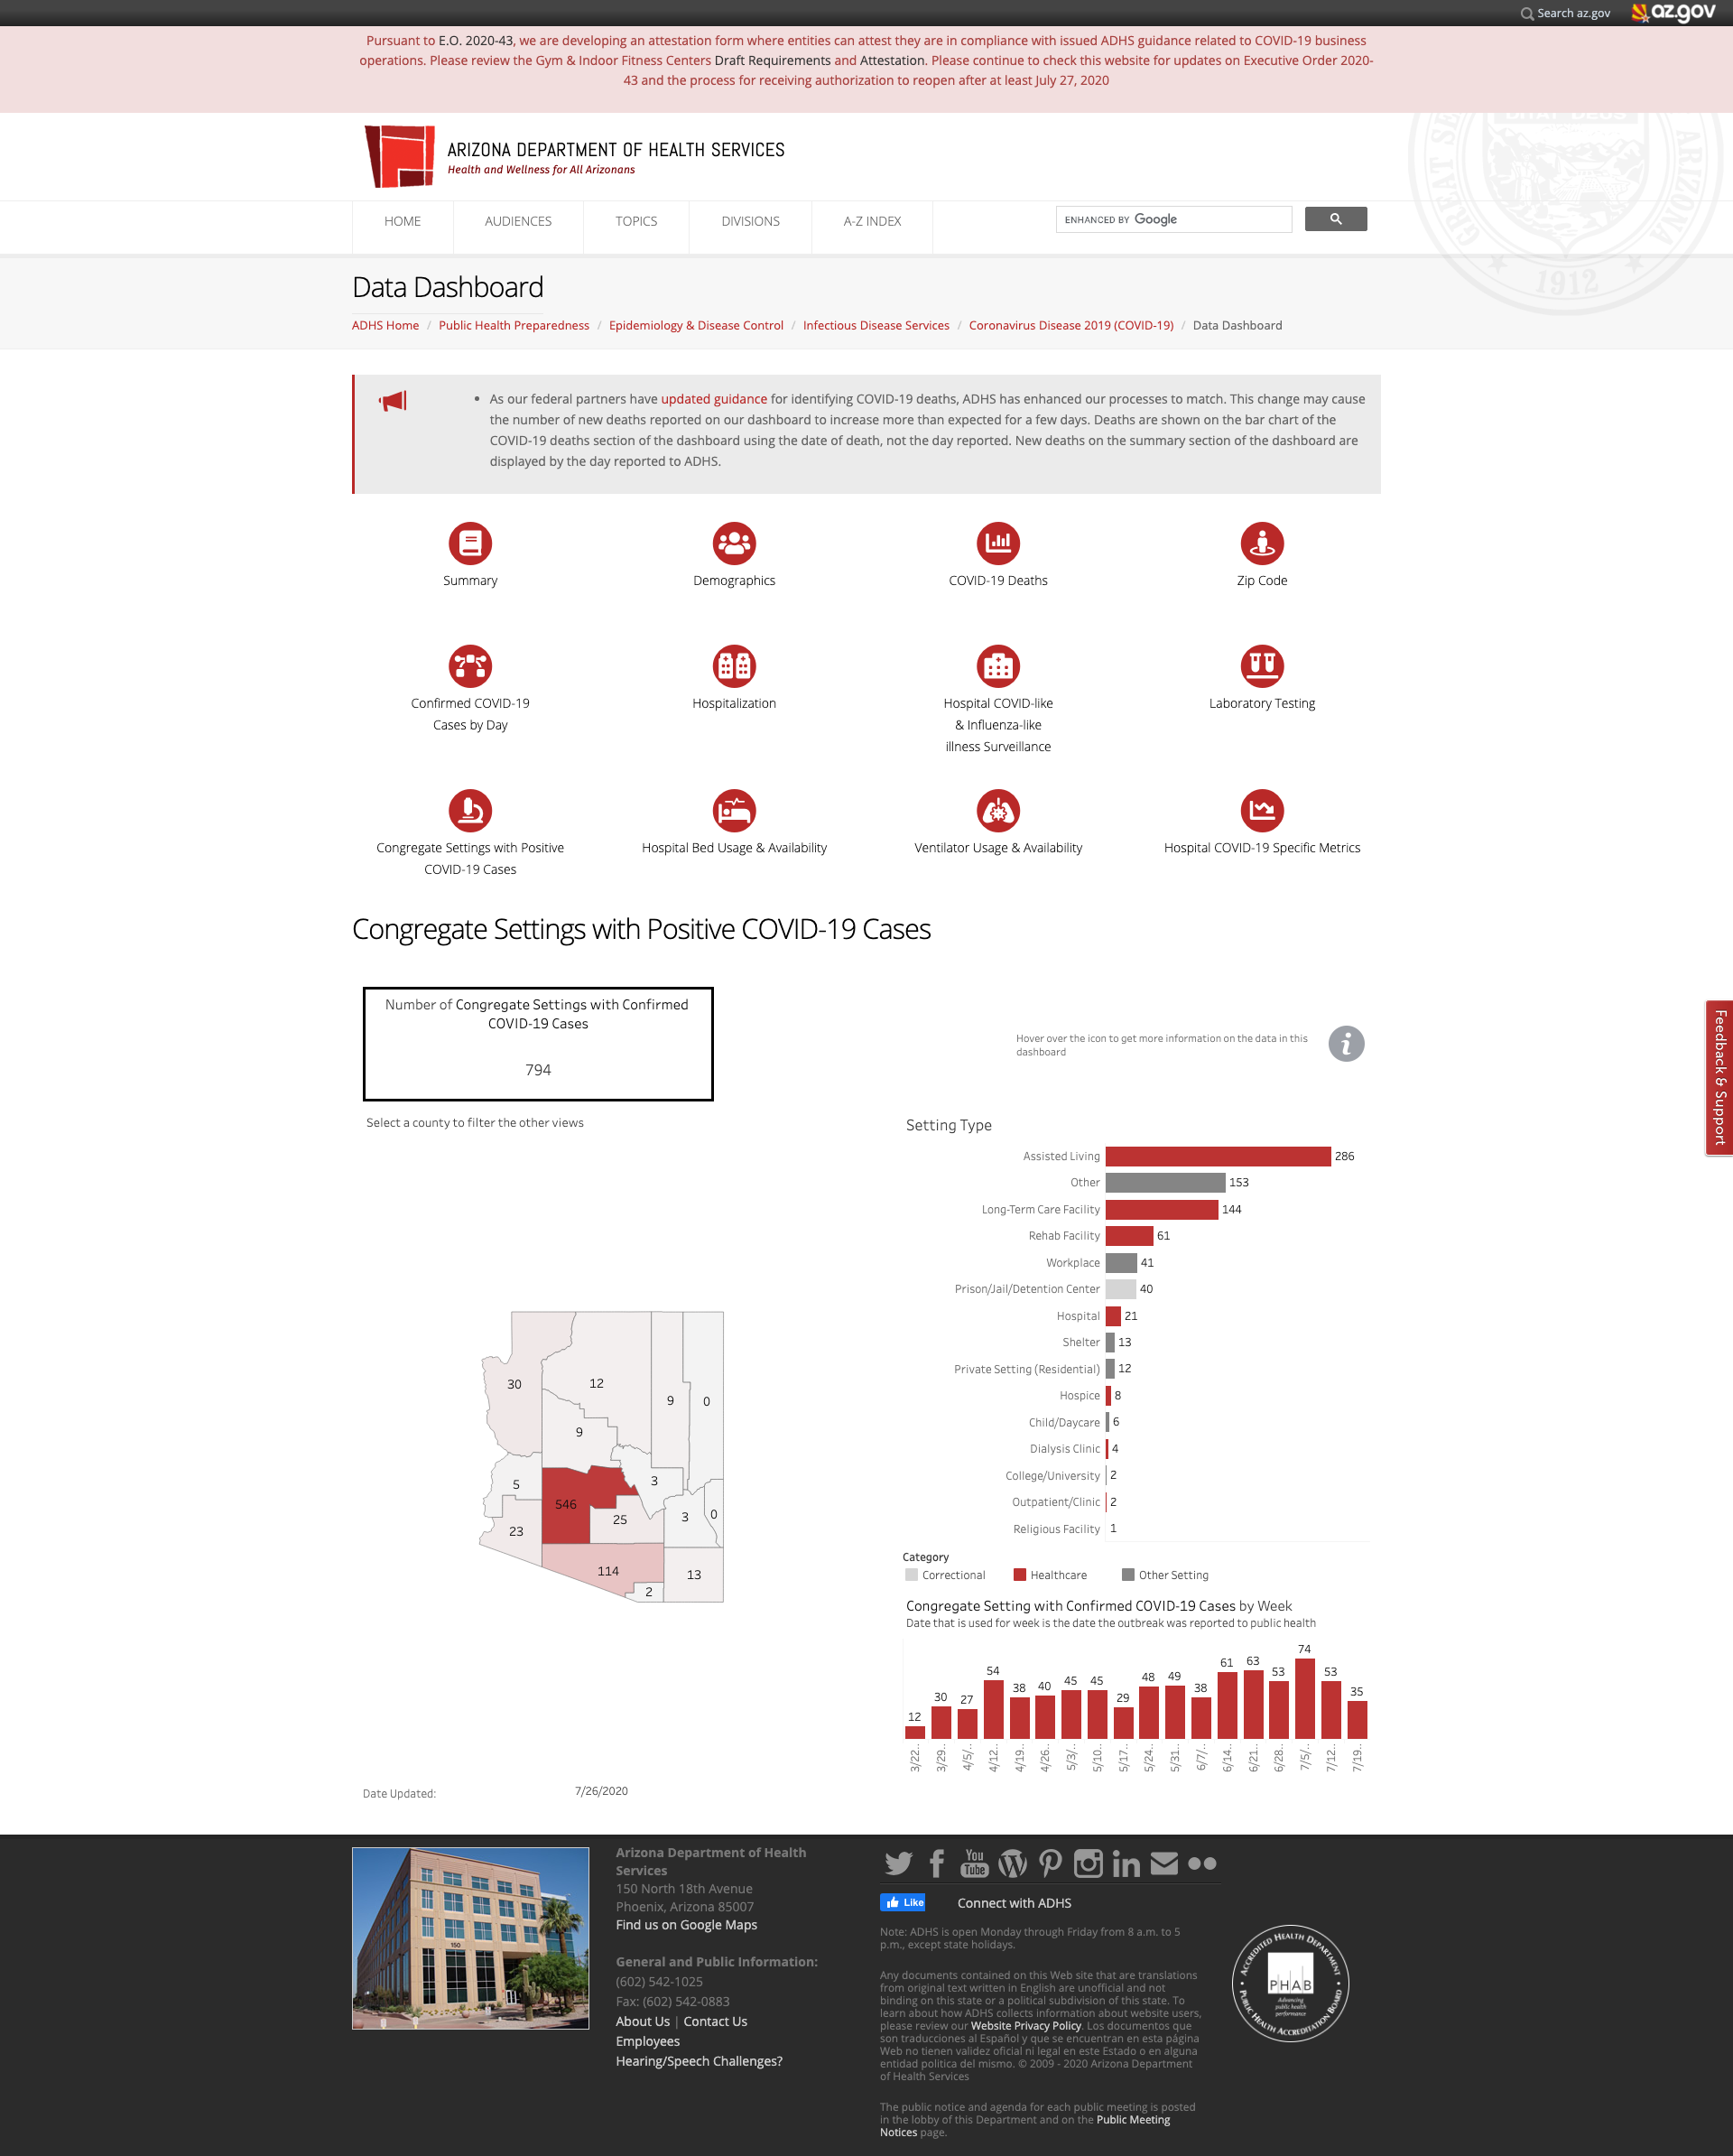 Search az.gov
az.gov
Pursuant to E.O. 2020-43, we are developing an attestation form where entities can attest they are in compliance with issued ADHS guidance related to COVID-19 business
operations. Please review the Gym & Indoor Fitness Centers Draft Requirements and Attestation. Please continue to check this website for updates on Executive Order 2020-
43 and the process for receiving authorization to reopen after at least July 27, 2020
ARIZONA DEPARTMENT OF HEALTH SERVICES
Health and Wellness for All Arizonans
GREAT SE
DITAT DEUS
ARIZONA
1912
HOME
AUDIENCES
TOPICS
DIVISIONS
A-Z INDEX
ENHANCED BY Google
Data Dashboard
ADHS Home / Public Health Preparedness / Epidemiology & Disease Control / Infectious Disease Services / Coronavirus Disease 2019 (COVID-19) / Data Dashboard
• As our federal partners have updated guidance for identifying COVID-19 deaths, ADHS has enhanced our processes to match. This change may cause
the number of new deaths reported on our dashboard to increase more than expected for a few days. Deaths are shown on the bar chart of the
COVID-19 deaths section of the dashboard using the date of death, not the day reported. New deaths on the summary section of the dashboard are
displayed by the day reported to ADHS.
Summary
Demographics
COVID-19 Deaths
Zip Code
Confirmed COVID-19
Cases by Day
Hospitalization
Hospital COVID-like
& Influenza-like
illness Surveillance
Laboratory Testing
Congregate Settings with Positive
COVID-19 Cases
Hospital Bed Usage & Availability
Ventilator Usage & Availability
Hospital COVID-19 Specific Metrics
Congregate Settings with Positive COVID-19 Cases
Number of Congregate Settings with Confirmed
COVID-19 Cases
794
Select a county to filter the other views
Hover over the icon to get more information on the data in this
dashboard
i
Feedback & Support
30
12
9
0
9
5
3
546
25
3
0
23
114
13
2
Setting Type
Assisted Living 286
Other 153
Long-Term Care Facility 144
Rehab Facility 61
Workplace 41
Prison/Jail/Detention Center 40
Hospital 21
Shelter 13
Private Setting (Residential) 12
Hospice 8
Child/Daycare 6
Dialysis Clinic 4
College/University 2
Outpatient/Clinic 2
Religious Facility 1
Category
Correctional Healthcare Other Setting
Congregate Setting with Confirmed COVID-19 Cases by Week
Date that is used for week is the date the outbreak was reported to public health
12 30 27 54 38 40 45 45 29 48 49 38 61 63 53 74 53 35
3/22.. 3/29.. 4/5/.. 4/12.. 4/19.. 4/26.. 5/3/.. 5/10.. 5/17.. 5/24.. 5/31.. 6/7/.. 6/14.. 6/21.. 6/28.. 7/5/.. 7/12.. 7/19..
Date Updated: 7/26/2020
150
Arizona Department of Health
Services
150 North 18th Avenue
Phoenix, Arizona 85007
Find us on Google Maps
General and Public Information:
(602) 542-1025
Fax: (602) 542-0883
About Us | Contact Us
Employees
Hearing/Speech Challenges?
You
Tube
in
Like
Connect with ADHS
Note: ADHS is open Monday through Friday from 8 a.m. to 5
p.m., except state holidays.
Any documents contained on this Web site that are translations
from original text written in English are unofficial and not
binding on this state or a political subdivision of this state. To
learn about how ADHS collects information about website users,
please review our Website Privacy Policy. Los documentos que
son traducciones al Español y que se encuentran en esta página
Web no tienen validez oficial ni legal en este Estado o en alguna
entidad política del mismo. © 2009 - 2020 Arizona Department
of Health Services
The public notice and agenda for each public meeting is posted
in the lobby of this Department and on the Public Meeting
Notices page.
ACCREDITED HEALTH DEPARTMENT
PHAB
Advancing
public health
performance
PUBLIC HEALTH ACCREDITATION BOARD